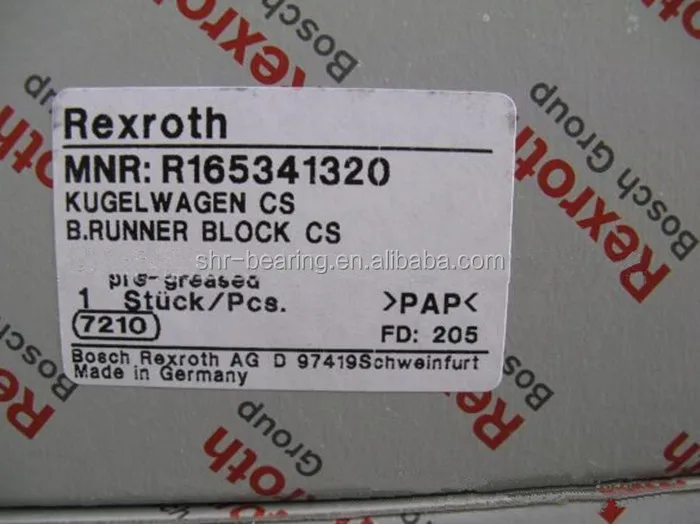 Rexroth
MNR: R165341320
KUGELWAGEN CS
B.RUNNER BLOCK CS
shr-bearing.en.alibaba.com
pre-greased
1 Stück/Pcs. >PAP<
7210 FD: 205
Bosch Rexroth AG D 97419Schweinfurt
Made in Germany
Rexroth
Bosch Group
Rexroth
Bosch Group
Rexroth
Bosch Group
Rexroth
Bosch Group
Rexroth
Bosch